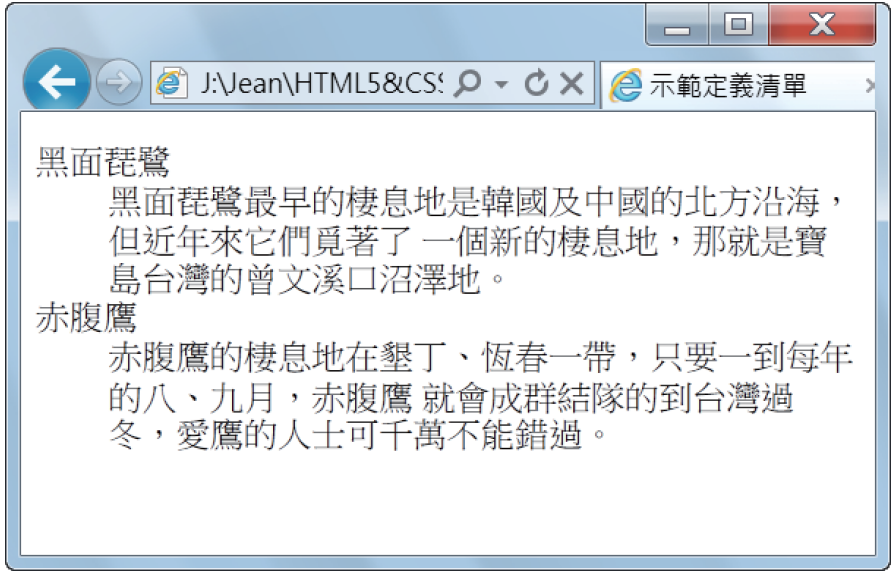 J:\Jean\HTML5&CSS
示範定義清單
黑面琵鷺
黑面琵鷺最早的棲息地是韓國及中國的北方沿海，
但近年來它們覓著了 一個新的棲息地，那就是寶
島台灣的曾文溪口沼澤地。
赤腹鷹
赤腹鷹的棲息地在墾丁、恆春一帶，只要一到每年
的八、九月，赤腹鷹 就會成群結隊的到台灣過
冬，愛鷹的人士可千萬不能錯過。